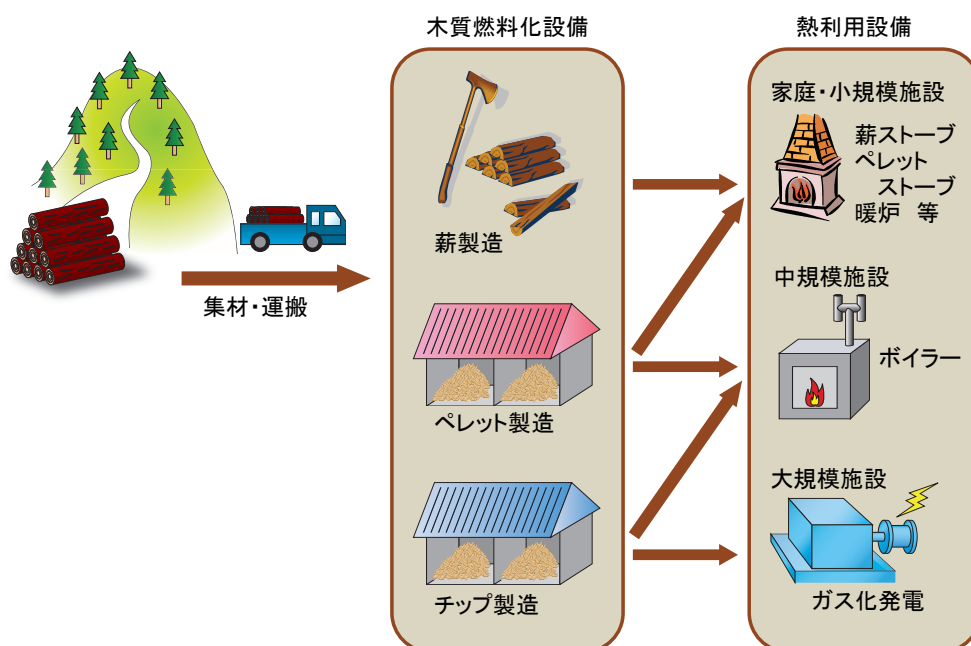 木質燃料化設備
熱利用設備
集材・運搬
薪製造
ペレット製造
チップ製造
家庭・小規模施設
薪ストーブ
ペレット
ストーブ
暖炉 等
中規模施設
ボイラー
大規模施設
ガス化発電